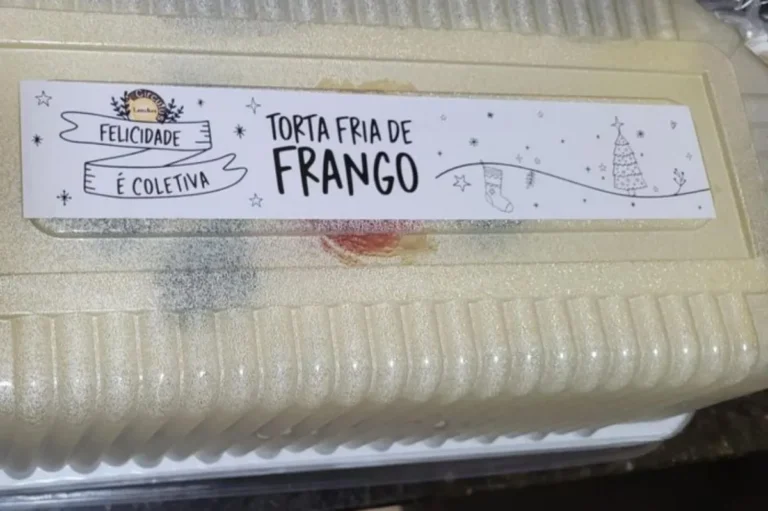 FELICIDADE
É COLETIVA
TORTA FRIA DE
FRANGO